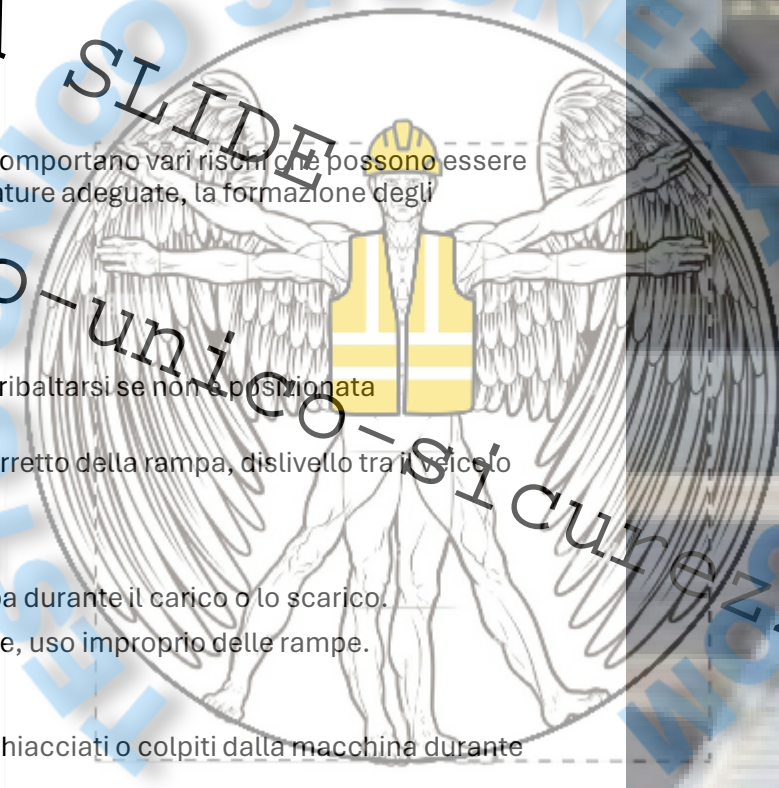 SLIDE
omportano vari rischi che possono essere
ture adeguate, la formazione degli
o-unico-sicurez
ribaltarsi se non è posizionata
rretto della rampa, dislivello tra il veicolo
a durante il carico o lo scarico.
e, uso improprio delle rampe.
hiacciati o colpiti dalla macchina durante